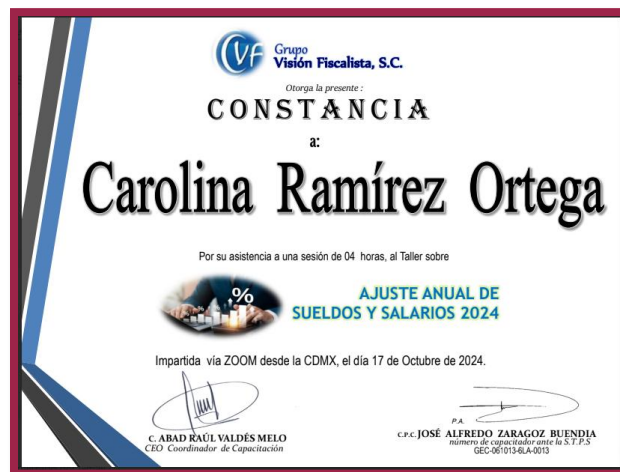 CVF
Grupo
Visión Fiscalista, S.C.
Otorga la presente :
CONSTANCIA
a:
Carolina Ramírez Ortega
Por su asistencia a una sesión de 04 horas, al Taller sobre
%
AJUSTE ANUAL DE
SUELDOS Y SALARIOS 2024
Impartida vía ZOOM desde la CDMX, el día 17 de Octubre de 2024.
C. ABAD RAÚL VALDÉS MELO
CEO Coordinador de Capacitación
P.A.
C.P.C. JOSÉ ALFREDO ZARAGOZ BUENDIA
número de capacitador ante la S.T.P.S
GEC-061013-6LA-0013